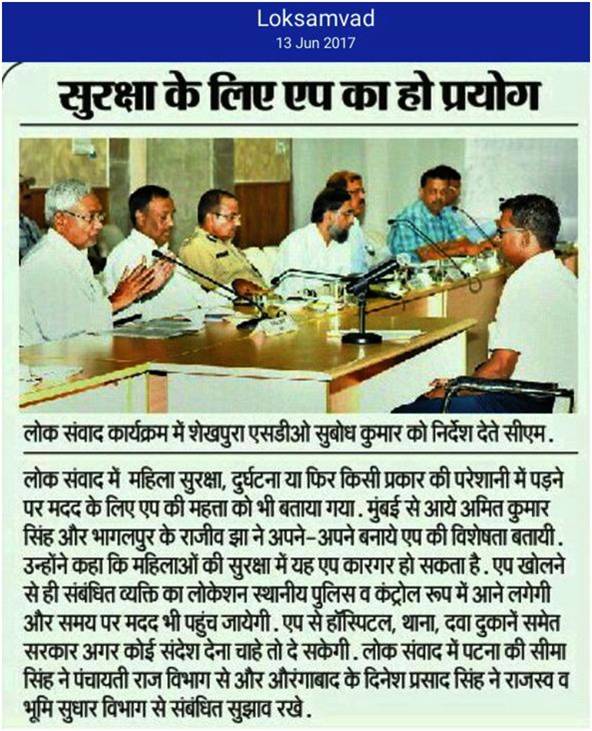 Loksamvad
13 Jun 2017
सुरक्षा के लिए एप का हो प्रयोग
लोक संवाद कार्यक्रम में शेखपुरा एसडीओ सुबोध कुमार को निर्देश देते सीएम.
लोक संवाद में महिला सुरक्षा, दुर्घटना या फिर किसी प्रकार की परेशानी में पड़ने
पर मदद के लिए एप की महत्ता को भी बताया गया. मुंबई से आये अमित कुमार
सिंह और भागलपुर के राजीव झा ने अपने-अपने बनाये एप की विशेषता बतायी.
उन्होंने कहा कि महिलाओं की सुरक्षा में यह एप कारगर हो सकता है. एप खोलने
से ही संबंधित व्यक्ति का लोकेशन स्थानीय पुलिस व कंट्रोल रूप में आने लगेगी
और समय पर मदद भी पहुंच जायेगी. एप से हॉस्पिटल, थाना, दवा दुकानें समेत
सरकार अगर कोई संदेश देना चाहे तो दे सकेगी. लोक संवाद में पटना की सीमा
सिंह ने पंचायती राज विभाग से और औरंगाबाद के दिनेश प्रसाद सिंह ने राजस्व व
भूमि सुधार विभाग से संबंधित सुझाव रखे.